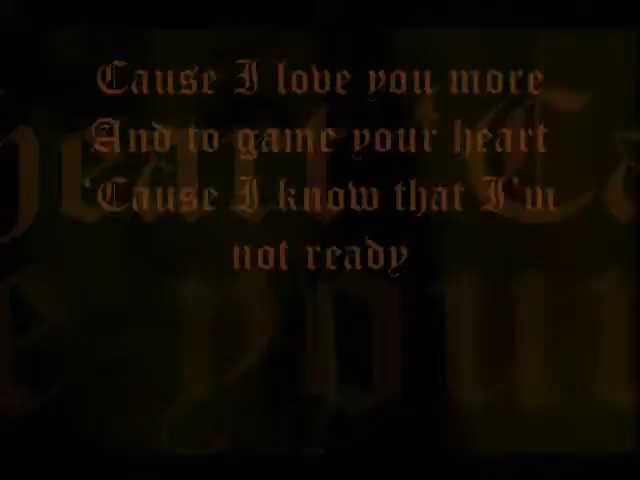 Cause I love you more
And to game your heart
'Cause I know that I'm
not ready